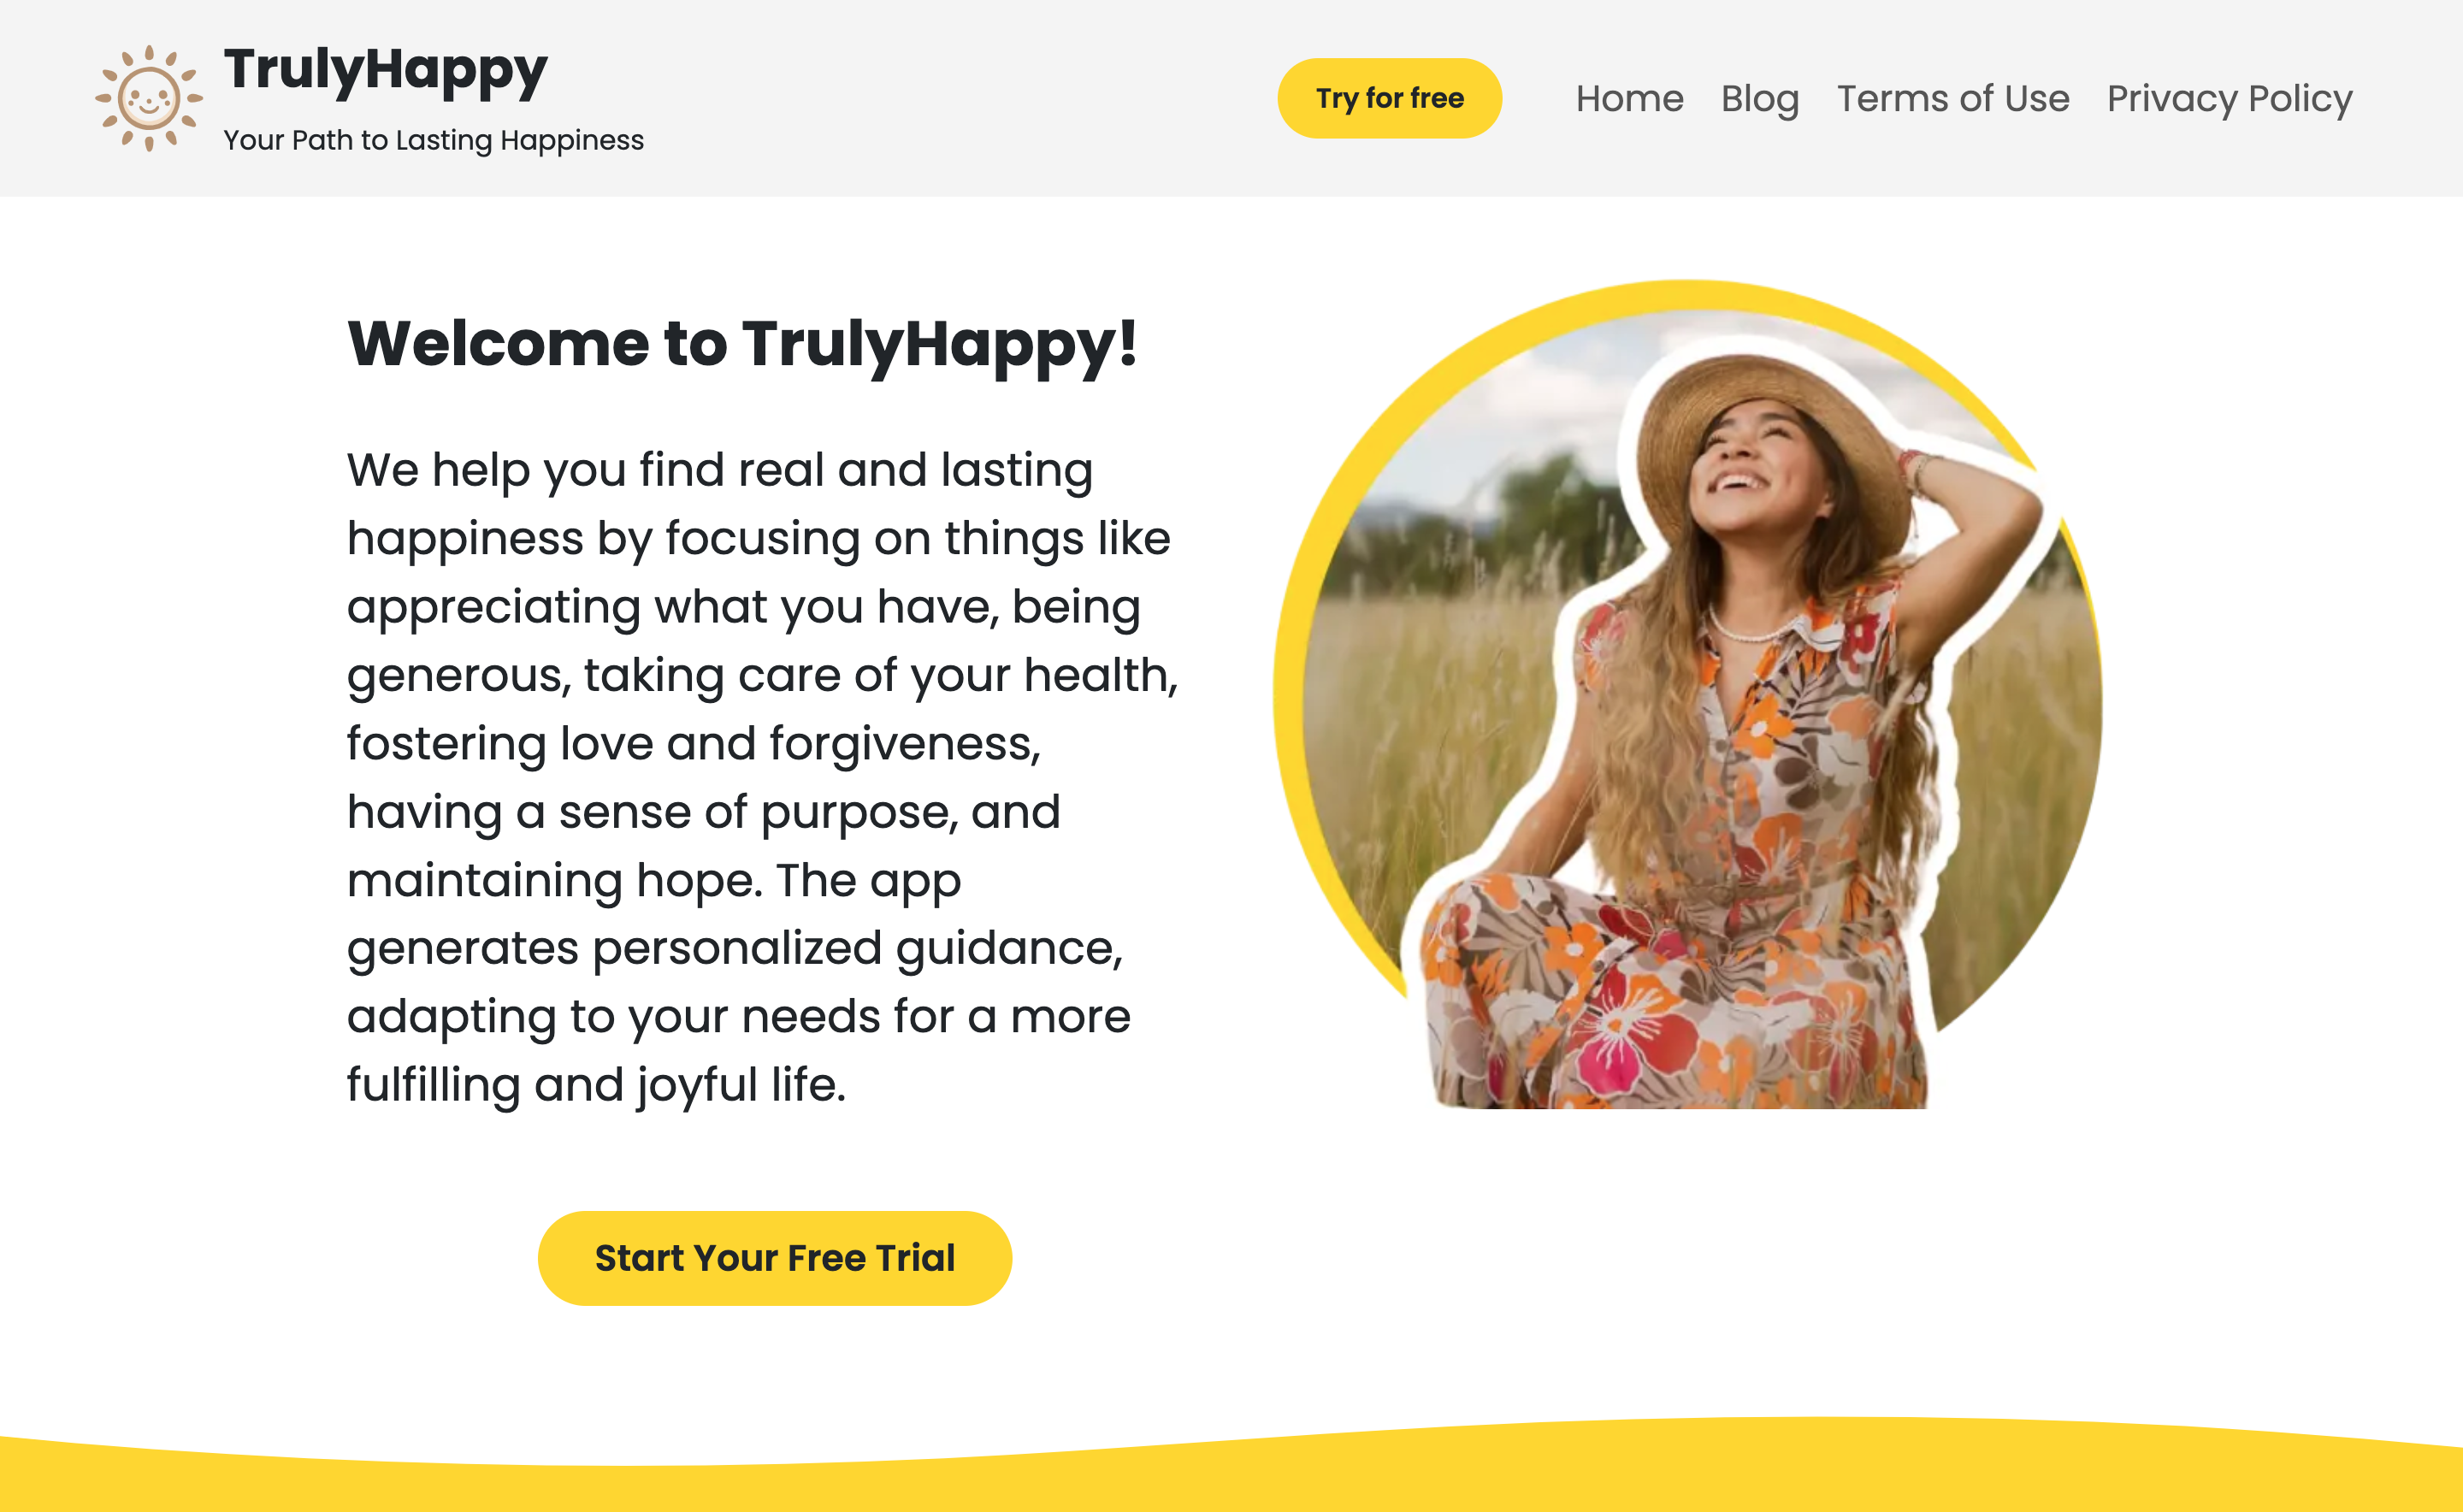 TrulyHappy
Your Path to Lasting Happiness
Try for free
Home
Blog
Terms of Use
Privacy Policy
Welcome to TrulyHappy!
We help you find real and lasting
happiness by focusing on things like
appreciating what you have, being
generous, taking care of your health,
fostering love and forgiveness,
having a sense of purpose, and
maintaining hope. The app
generates personalized guidance,
adapting to your needs for a more
fulfilling and joyful life.
Start Your Free Trial